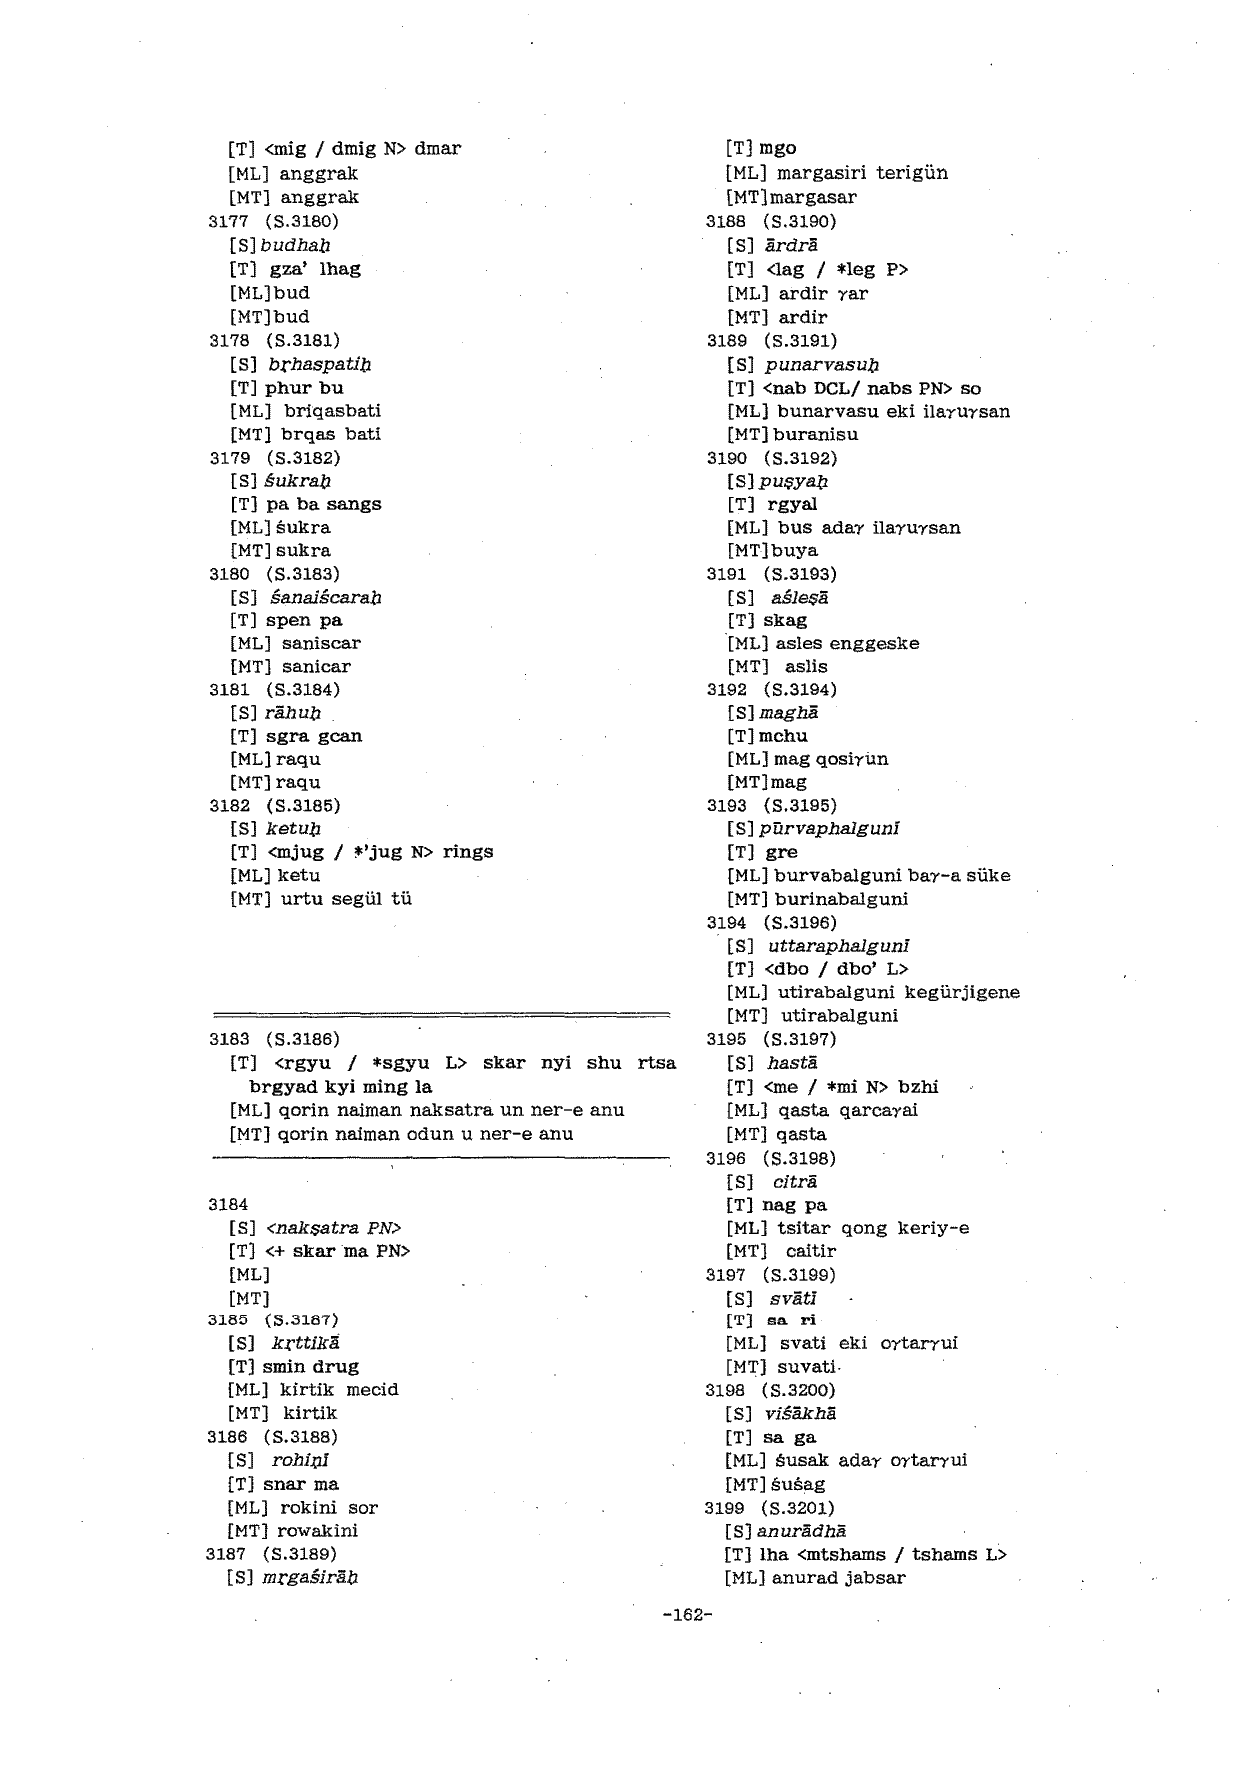 [T] <mig / dmig N> dmar
[ML] anggrak
[MT] anggrak
3177 (S.3180)
[S] budhaḥ
[T] gza' lhag
[ML] bud
[MT] bud
3178 (S.3181)
[S] bṛhaspatiḥ
[T] phur bu
[ML] briqasbati
[MT] brqas bati
3179 (S.3182)
[S] śukraḥ
[T] pa ba sangs
[ML] śukra
[MT] sukra
3180 (S.3183)
[S] śanaiścaraḥ
[T] spen pa
[ML] saniscar
[MT] sanicar
3181 (S.3184)
[S] rāhuḥ
[T] sgra gcan
[ML] raqu
[MT] raqu
3182 (S.3185)
[S] ketuḥ
[T] <mjug / *'jug N> rings
[ML] ketu
[MT] urtu segül tü
3183 (S.3186)
[T] <rgyu / *sgyu L> skar nyi shu rtsa
brgyad kyi ming la
[ML] qorin naiman naksatra un ner-e anu
[MT] qorin naiman odun u ner-e anu
3184
[S] <nakṣatra PN>
[T] <+ skar ma PN>
[ML]
[MT]
3185 (S.3187)
[S] kṛttikā
[T] smin drug
[ML] kirtik mecid
[MT] kirtik
3186 (S.3188)
[S] rohiṇī
[T] snar ma
[ML] rokini sor
[MT] rowakini
3187 (S.3189)
[S] mṛgaśirāḥ
[T] mgo
[ML] margasiri terigün
[MT] margasar
3188 (S.3190)
[S] ārdrā
[T] <lag / *leg P>
[ML] ardir γar
[MT] ardir
3189 (S.3191)
[S] punarvasuḥ
[T] <nab DCL/ nabs PN> so
[ML] bunarvasu eki ilaγuγsan
[MT] buranisu
3190 (S.3192)
[S] puṣyaḥ
[T] rgyal
[ML] bus adaγ ilaγuγsan
[MT] buya
3191 (S.3193)
[S] aśleṣā
[T] skag
[ML] asles enggeske
[MT] aslis
3192 (S.3194)
[S] maghā
[T] mchu
[ML] mag qosiγun
[MT] mag
3193 (S.3195)
[S] pūrvaphalgunī
[T] gre
[ML] burvabalguni baγ-a süke
[MT] burinabalguni
3194 (S.3196)
[S] uttaraphalgunī
[T] <dbo / dbo' L>
[ML] utirabalguni kegürjigene
[MT] utirabalguni
3195 (S.3197)
[S] hastā
[T] <me / *mi N> bzhi
[ML] qasta qarcaγai
[MT] qasta
3196 (S.3198)
[S] citrā
[T] nag pa
[ML] tsitar qong keriy-e
[MT] caitir
3197 (S.3199)
[S] svātī
[T] sa ri
[ML] svati eki oγtarγui
[MT] suvati
3198 (S.3200)
[S] viśākhā
[T] sa ga
[ML] śusak adaγ oγtarγui
[MT] śuśag
3199 (S.3201)
[S] anurādhā
[T] lha <mtshams / tshams L>
[ML] anurad jabsar
-162-